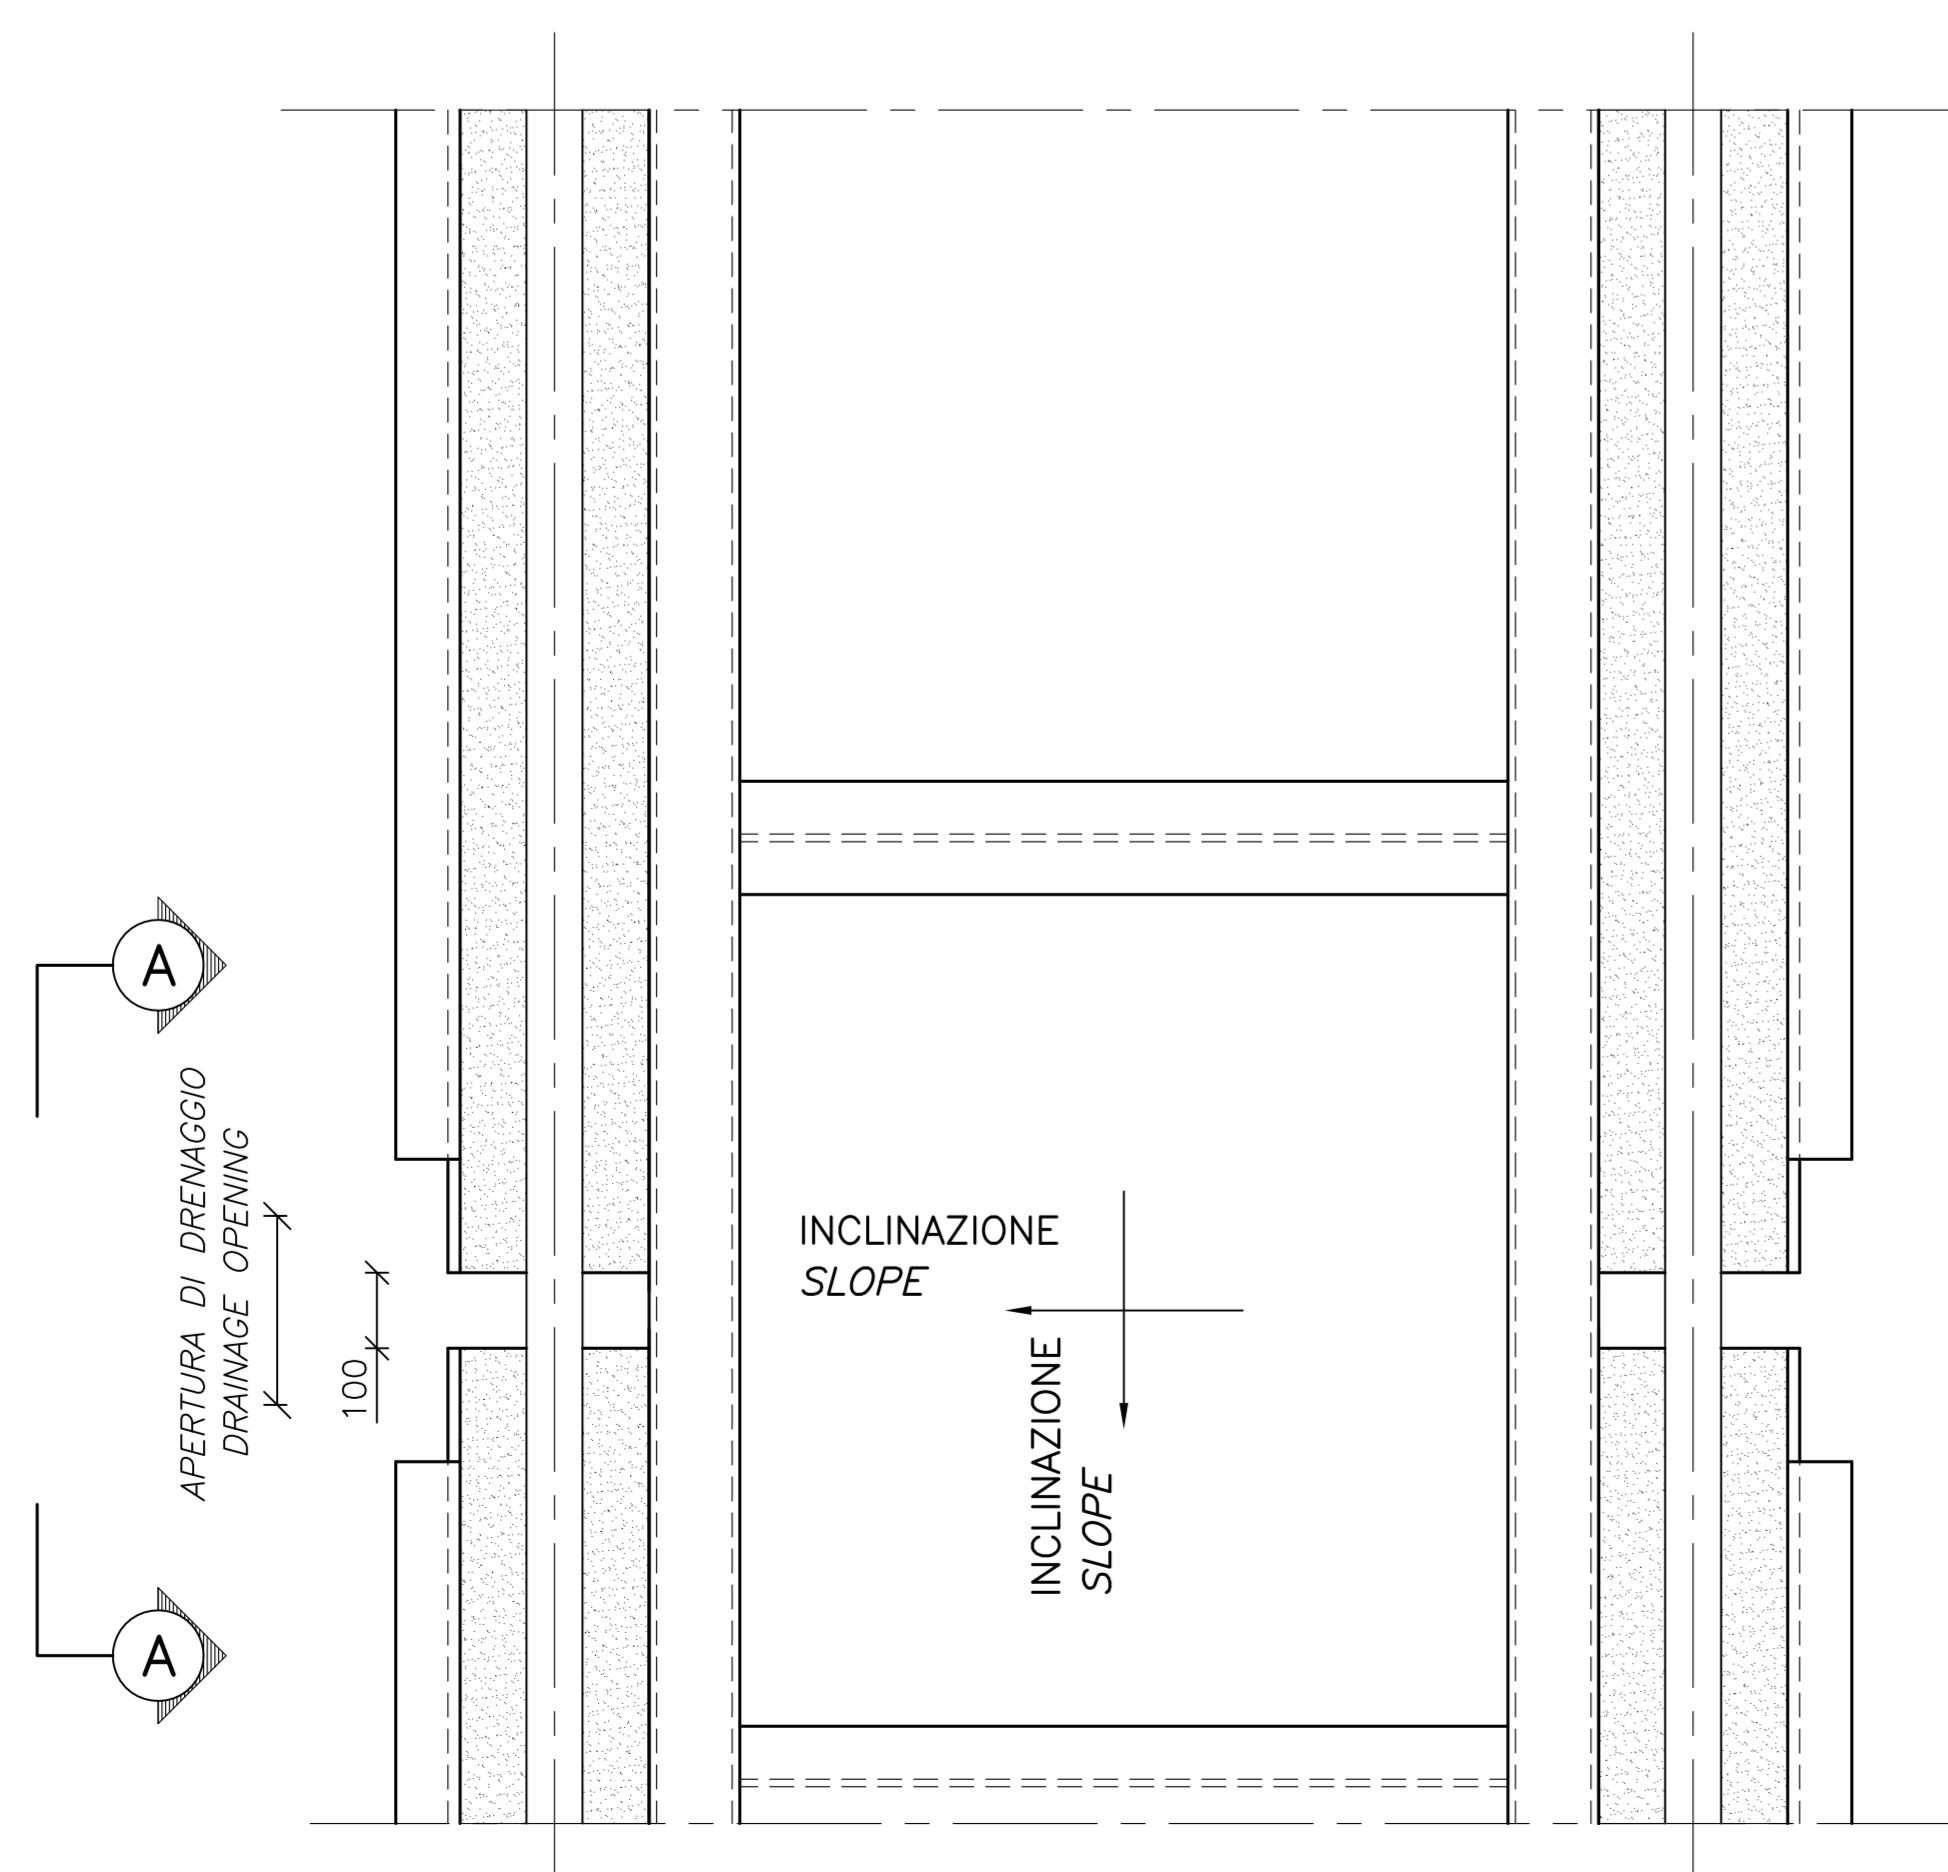 A
APERTURA DI DRENAGGIO
DRAINAGE OPENING
100
INCLINAZIONE
SLOPE
INCLINAZIONE
SLOPE
A